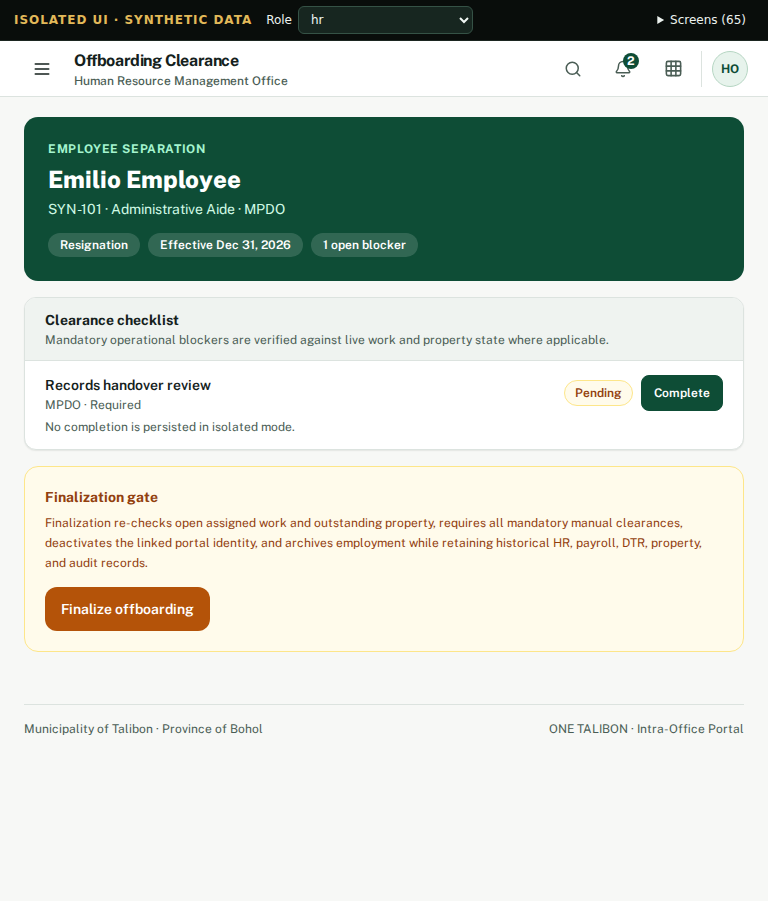 ISOLATED UI · SYNTHETIC DATA Role hr Screens (65)
Offboarding Clearance
Human Resource Management Office
2
HO
EMPLOYEE SEPARATION
Emilio Employee
SYN-101 · Administrative Aide · MPDO
Resignation Effective Dec 31, 2026 1 open blocker
Clearance checklist
Mandatory operational blockers are verified against live work and property state where applicable.
Records handover review
MPDO · Required
No completion is persisted in isolated mode.
Pending Complete
Finalization gate
Finalization re-checks open assigned work and outstanding property, requires all mandatory manual clearances,
deactivates the linked portal identity, and archives employment while retaining historical HR, payroll, DTR, property,
and audit records.
Finalize offboarding
Municipality of Talibon · Province of Bohol ONE TALIBON · Intra-Office Portal